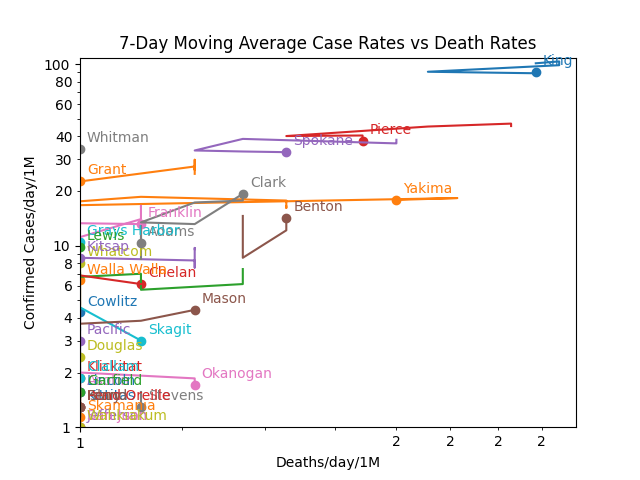 7-Day Moving Average Case Rates vs Death Rates
King
100
80
60
Pierce
40
Whitman
Spokane
30
Grant
Clark
20
Yakima
Benton
Franklin
Grays Harbor
Adams
Lewis
10
Kitsap
Whatcom
8
Walla Walla
Chelan
6
Cowlitz
Mason
4
Pacific
Skagit
3
Douglas
Klickitat
2
Okanogan
Stevens
Skamania
1
1
2
2
2
2
Confirmed Cases/day/1M
Deaths/day/1M